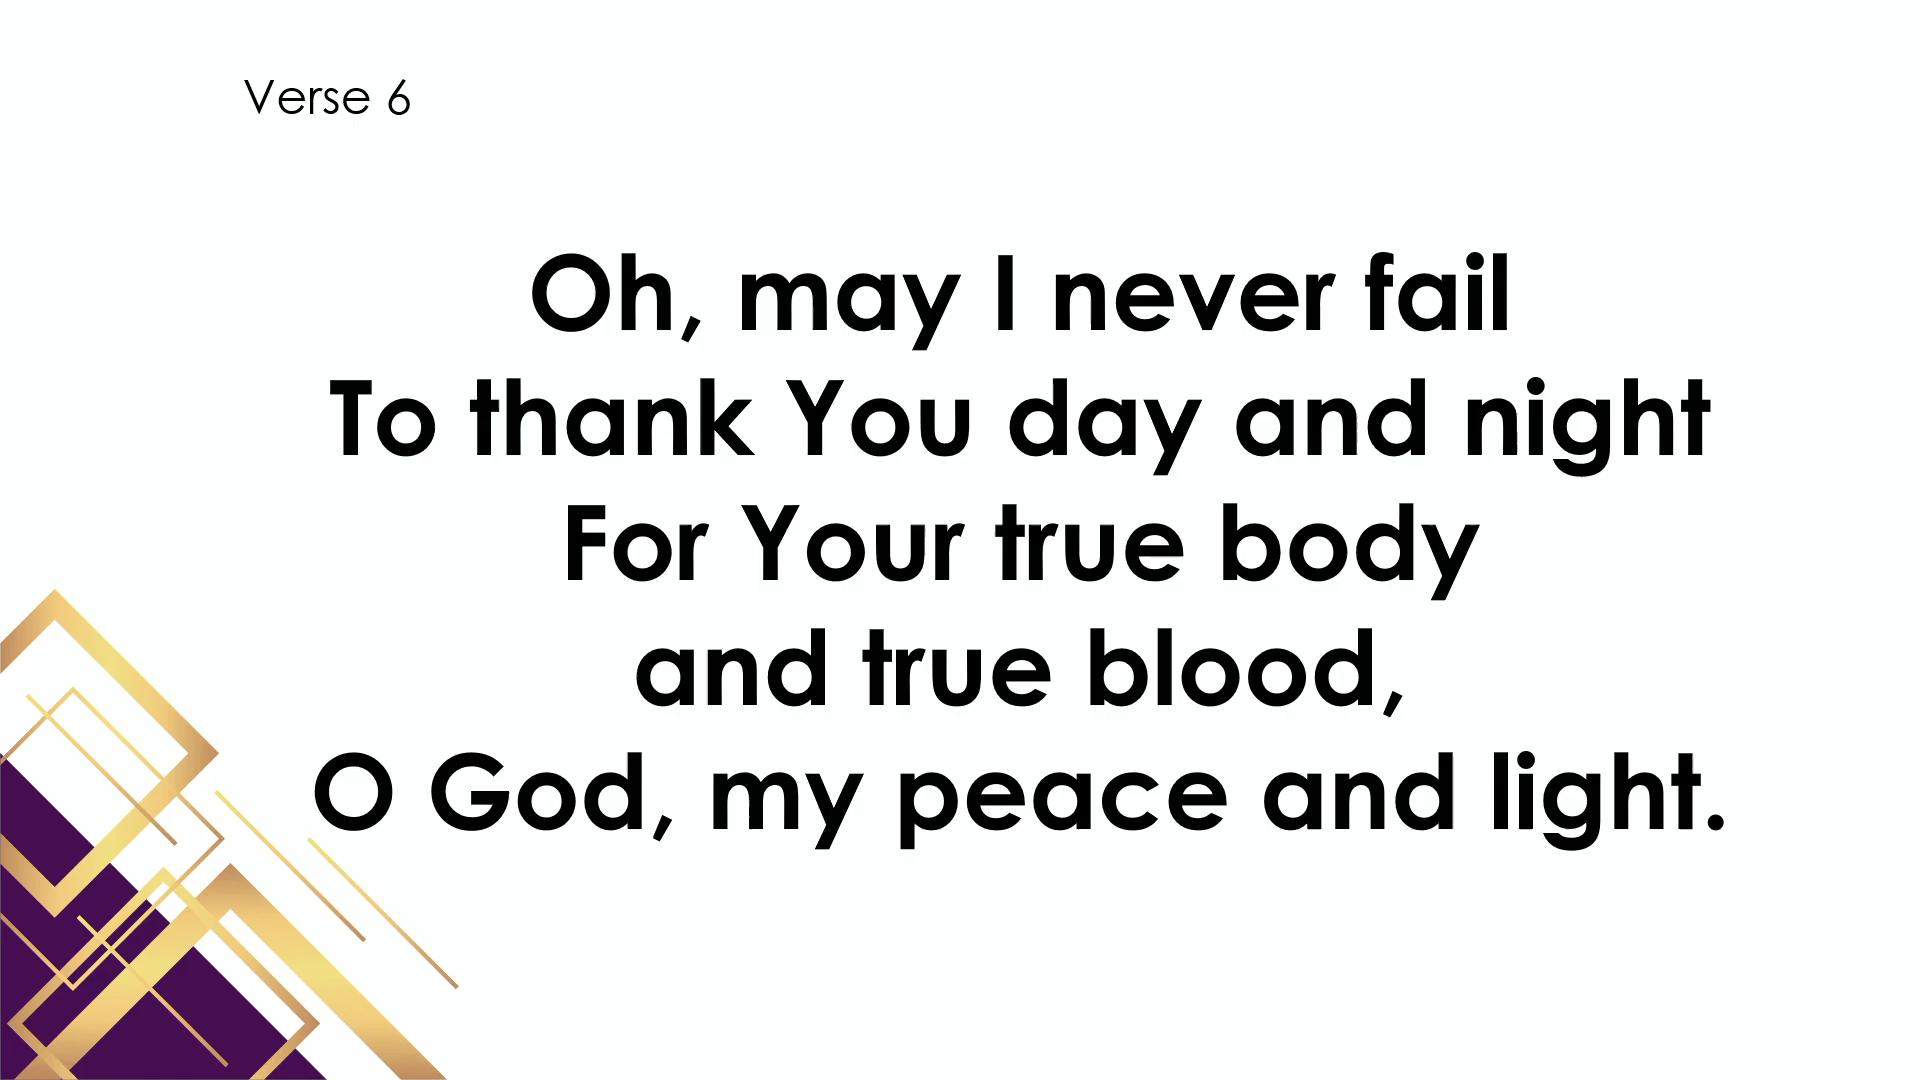 Verse 6
Oh, may I never fail
To thank You day and night
For Your true body
and true blood,
O God, my peace and light.